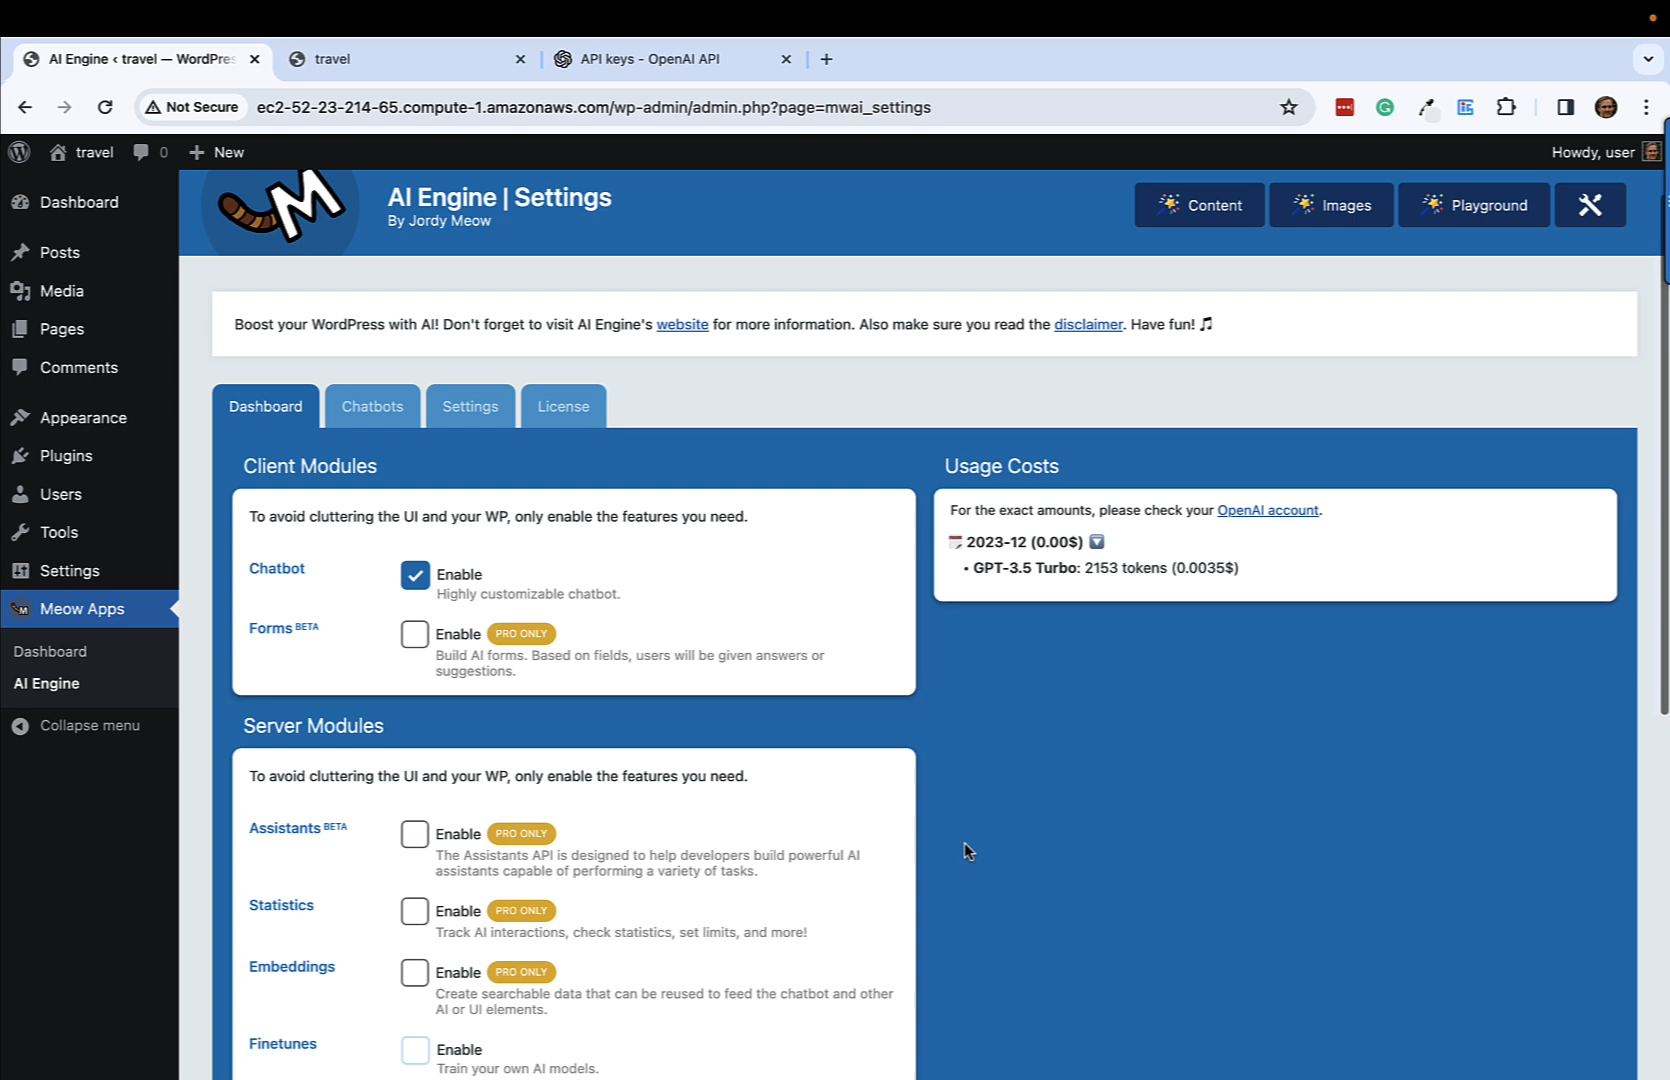 AI Engine ‹ travel — WordPres
travel
API keys - OpenAI API
Not Secure
ec2-52-23-214-65.compute-1.amazonaws.com/wp-admin/admin.php?page=mwai_settings
travel
0
New
Howdy, user
Dashboard
Posts
Media
Pages
Comments
Appearance
Plugins
Users
Tools
Settings
Meow Apps
Dashboard
AI Engine
Collapse menu
M
AI Engine | Settings
By Jordy Meow
Content
Images
Playground
Boost your WordPress with AI! Don't forget to visit AI Engine's website for more information. Also make sure you read the disclaimer. Have fun! 🎵
Dashboard
Chatbots
Settings
License
Client Modules
To avoid cluttering the UI and your WP, only enable the features you need.
Chatbot
Enable
Highly customizable chatbot.
Forms BETA
Enable PRO ONLY
Build AI forms. Based on fields, users will be given answers or
suggestions.
Server Modules
To avoid cluttering the UI and your WP, only enable the features you need.
Assistants BETA
Enable PRO ONLY
The Assistants API is designed to help developers build powerful AI
assistants capable of performing a variety of tasks.
Statistics
Enable PRO ONLY
Track AI interactions, check statistics, set limits, and more!
Embeddings
Enable PRO ONLY
Create searchable data that can be reused to feed the chatbot and other
AI or UI elements.
Finetunes
Enable
Train your own AI models.
Usage Costs
For the exact amounts, please check your OpenAI account.
2023-12 (0.00$)
• GPT-3.5 Turbo: 2153 tokens (0.0035$)